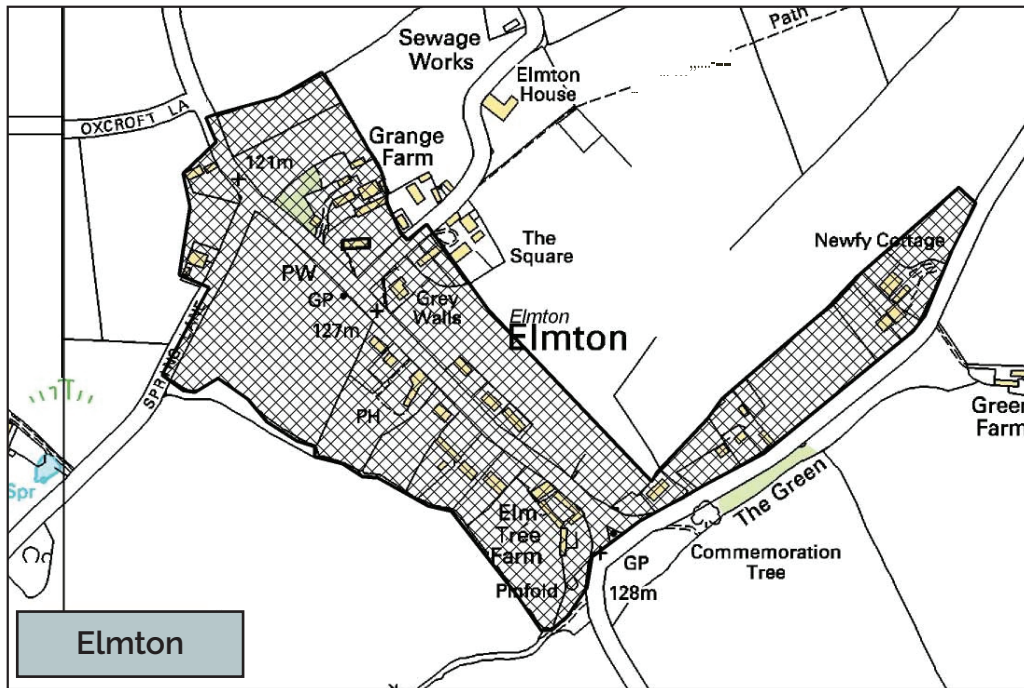 Path
Sewage
Works
Elmton
House
OXCROFT LA
Grange
Farm
121m
The
Square
Newfy Cottage
PW
GP
Grey
Walls
127m
Elmton
Elmton
SPRING LANE
PH
Green
Farm
Spr
The Green
Elm
Tree
Farm
Commemoration
Tree
GP
128m
Pinfold
Elmton